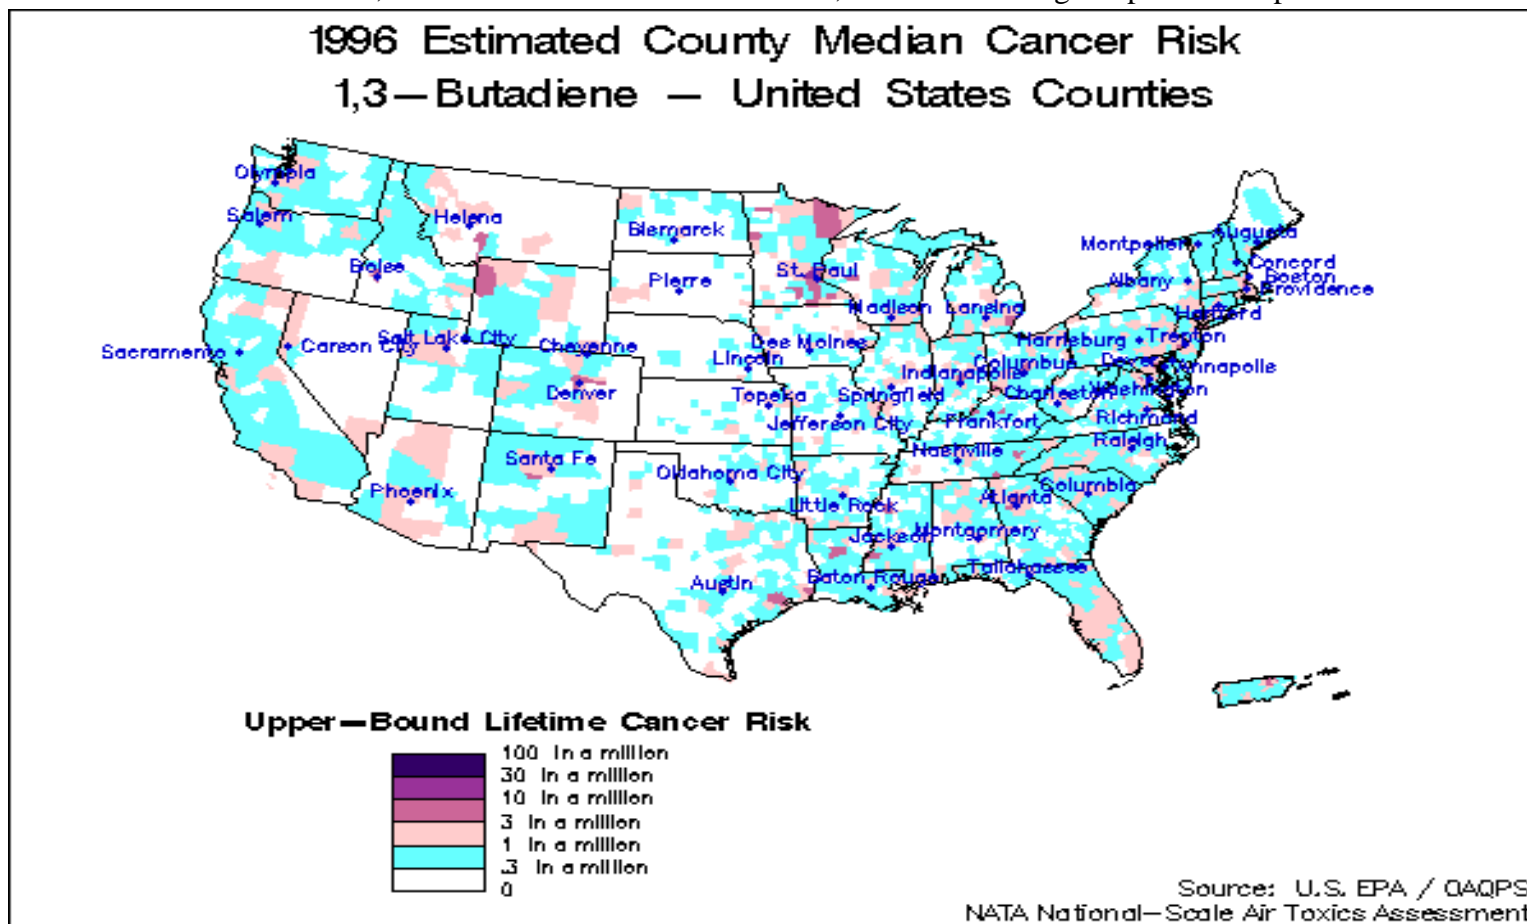 1996 Estimated County Median Cancer Risk
1,3—Butadiene — United States Counties
Olympia
Salem
Helena
Bismarck
Boise
Pierre
St. Paul
Montpelier
Augusta
Concord
Boston
Providence
Albany
Hartford
Madison
Lansing
Sacramento
Carson City
Salt Lake City
Cheyenne
Des Moines
Lincoln
Harrisburg
Trenton
Columbus
Annapolis
Indianapolis
Denver
Topeka
Springfield
Charleston
Washington
Jefferson City
Frankfort
Richmond
Raleigh
Nashville
Santa Fe
Oklahoma City
Phoenix
Little Rock
Columbia
Atlanta
Jackson
Montgomery
Austin
Baton Rouge
Tallahassee
Upper—Bound Lifetime Cancer Risk
100 In a million
30 In a million
10 In a million
3 In a million
1 In a million
.3 In a million
0
Source: U.S. EPA / OAQPS
NATA National—Scale Air Toxics Assessment